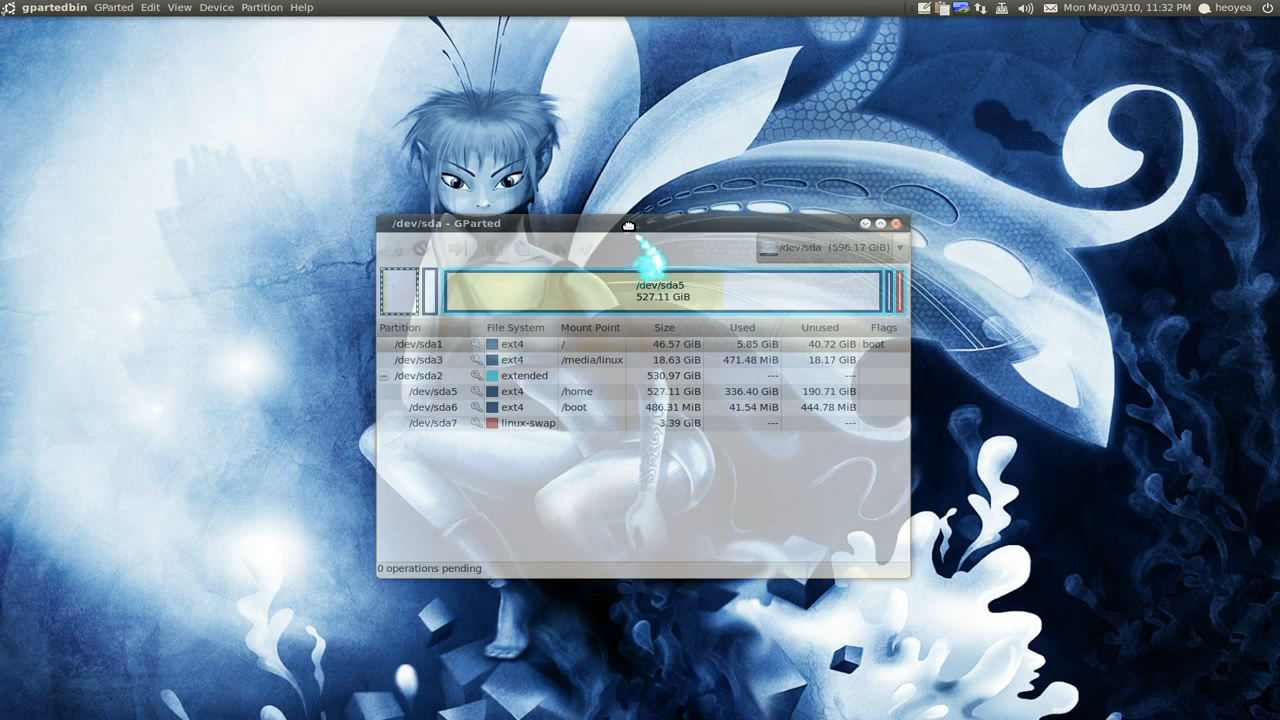 gpartedbin GParted Edit View Device Partition Help Mon May/03/10, 11:32 PM heoyea
/dev/sda - GParted
/dev/sda (596.17 GiB)
/dev/sda5
527.11 GiB
Partition File System Mount Point Size Used Unused Flags
/dev/sda1 ext4 / 46.57 GiB 5.85 GiB 40.72 GiB boot
/dev/sda3 ext4 /media/linux 18.63 GiB 471.48 MiB 18.17 GiB
/dev/sda2 extended 530.97 GiB --- ---
/dev/sda5 ext4 /home 527.11 GiB 336.40 GiB 190.71 GiB
/dev/sda6 ext4 /boot 486.31 MiB 41.54 MiB 444.78 MiB
/dev/sda7 linux-swap 3.39 GiB --- ---
0 operations pending